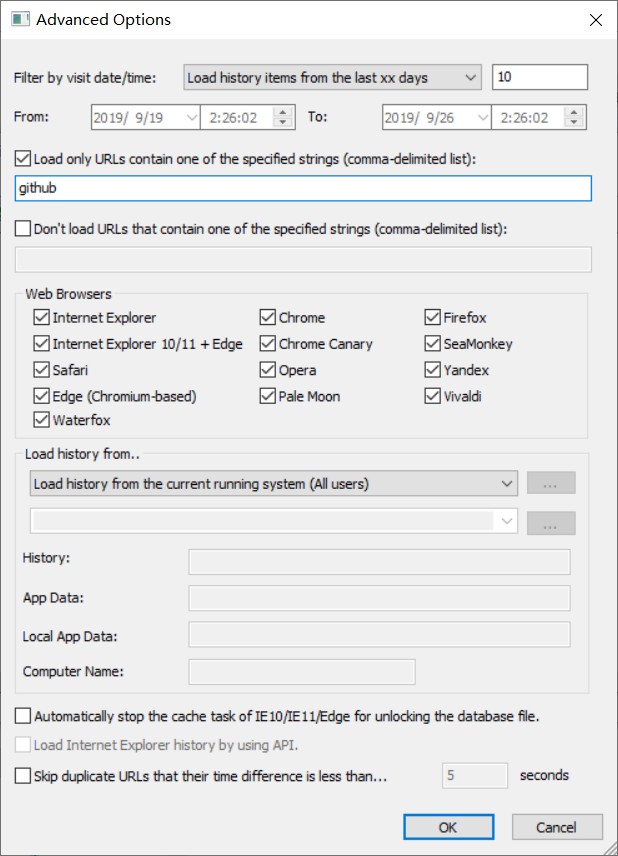 Advanced Options
Filter by visit date/time: Load history items from the last xx days 10
From: 2019/ 9/19 2:26:02 To: 2019/ 9/26 2:26:02
Load only URLs contain one of the specified strings (comma-delimited list):
github
Don't load URLs that contain one of the specified strings (comma-delimited list):
Web Browsers
Internet Explorer Chrome Firefox
Internet Explorer 10/11 + Edge Chrome Canary SeaMonkey
Safari Opera Yandex
Edge (Chromium-based) Pale Moon Vivaldi
Waterfox
Load history from..
Load history from the current running system (All users) ...
...
History:
App Data:
Local App Data:
Computer Name:
Automatically stop the cache task of IE10/IE11/Edge for unlocking the database file.
Load Internet Explorer history by using API.
Skip duplicate URLs that their time difference is less than... 5 seconds
OK Cancel